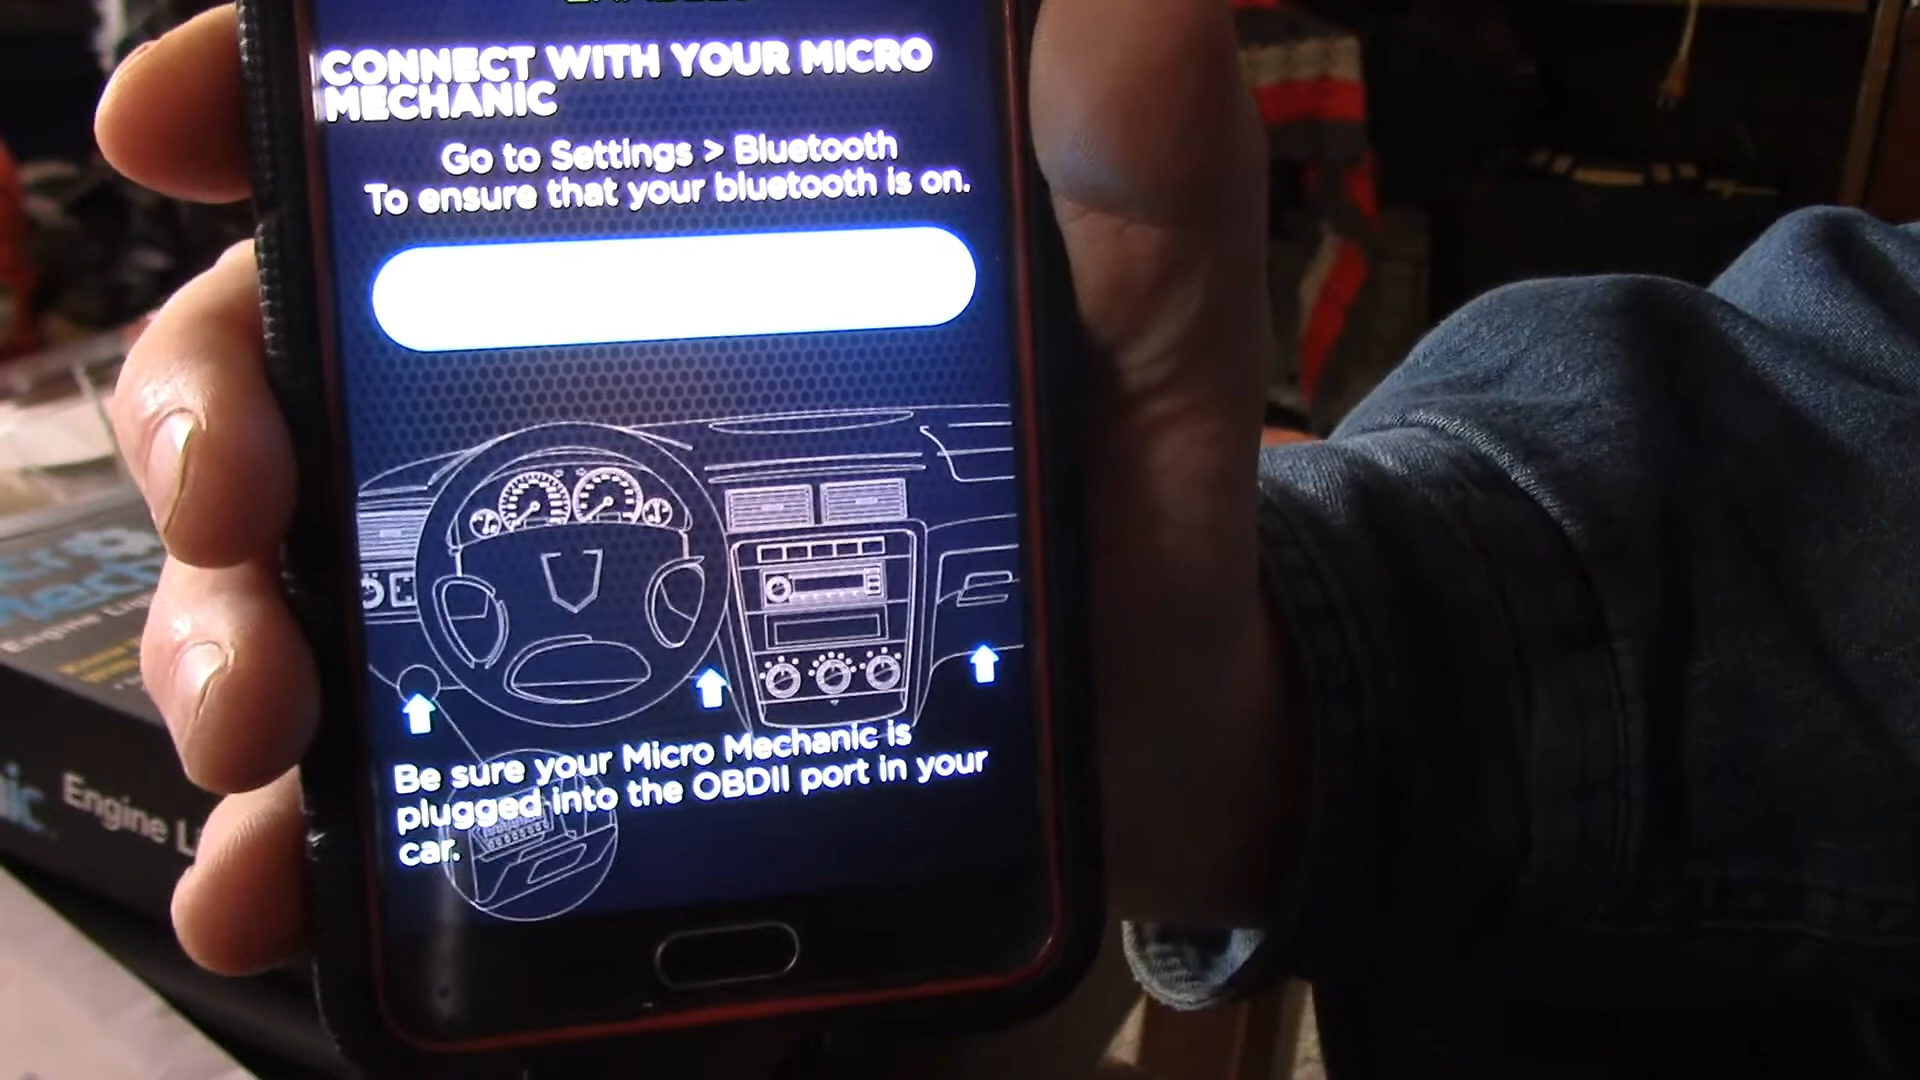 CONNECT WITH YOUR MICRO
MECHANIC
Go to Settings > Bluetooth
To ensure that your bluetooth is on.
Be sure your Micro Mechanic is
plugged into the OBDII port in your
car.
Engine